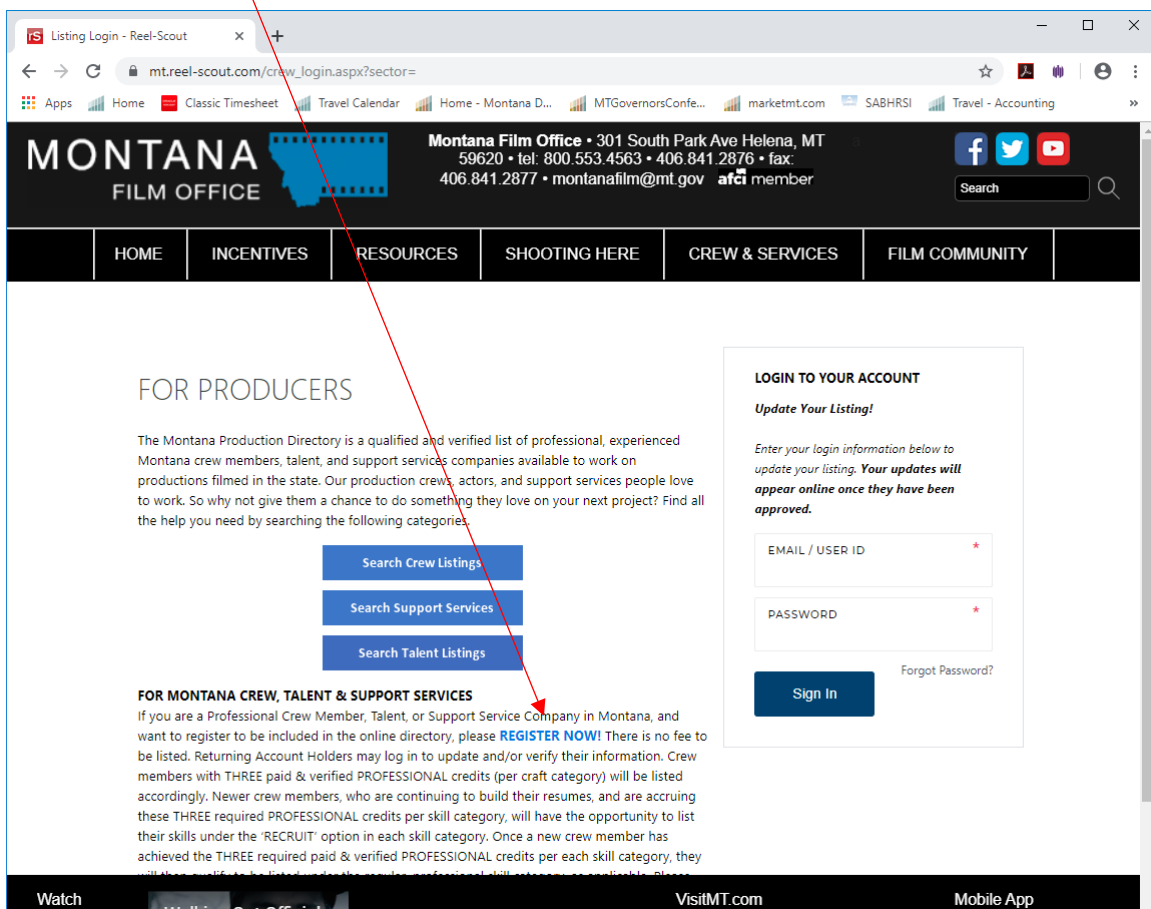 Listing Login - Reel-Scout
mt.reel-scout.com/crew_login.aspx?sector=
Apps Home Classic Timesheet Travel Calendar Home - Montana D... MTGovernorsConfe... marketmt.com SABHRSI Travel - Accounting »
MONTANA
FILM OFFICE
Montana Film Office • 301 South Park Ave Helena, MT
59620 • tel: 800.553.4563 • 406.841.2876 • fax:
406.841.2877 • montanafilm@mt.gov afci member
Search
HOME INCENTIVES RESOURCES SHOOTING HERE CREW & SERVICES FILM COMMUNITY
FOR PRODUCERS
The Montana Production Directory is a qualified and verified list of professional, experienced
Montana crew members, talent, and support services companies available to work on
productions filmed in the state. Our production crews, actors, and support services people love
to work. So why not give them a chance to do something they love on your next project? Find all
the help you need by searching the following categories.
Search Crew Listings
Search Support Services
Search Talent Listings
FOR MONTANA CREW, TALENT & SUPPORT SERVICES
If you are a Professional Crew Member, Talent, or Support Service Company in Montana, and
want to register to be included in the online directory, please REGISTER NOW! There is no fee to
be listed. Returning Account Holders may log in to update and/or verify their information. Crew
members with THREE paid & verified PROFESSIONAL credits (per craft category) will be listed
accordingly. Newer crew members, who are continuing to build their resumes, and are accruing
these THREE required PROFESSIONAL credits per skill category, will have the opportunity to list
their skills under the 'RECRUIT' option in each skill category. Once a new crew member has
achieved the THREE required paid & verified PROFESSIONAL credits per each skill category, they
LOGIN TO YOUR ACCOUNT
Update Your Listing!
Enter your login information below to
update your listing. Your updates will
appear online once they have been
approved.
EMAIL / USER ID *
PASSWORD *
Forgot Password?
Sign In
Watch
VisitMT.com
Mobile App